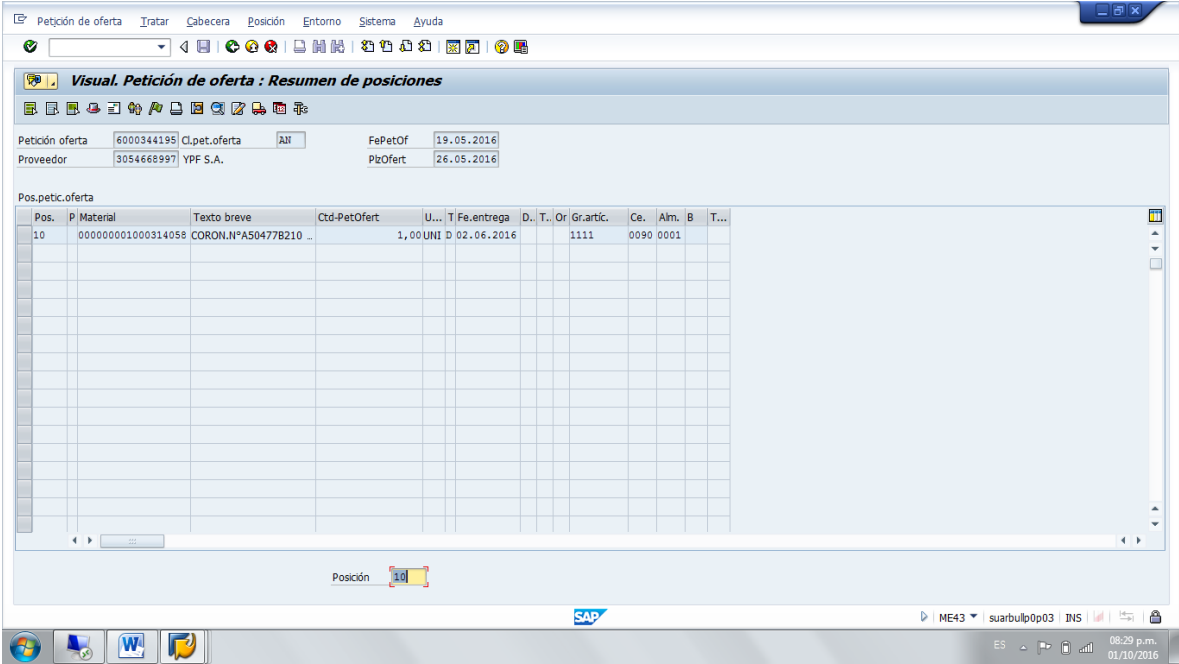 Petición de oferta Tratar Cabecera Posición Entorno Sistema Ayuda
Visual. Petición de oferta : Resumen de posiciones
Petición oferta 6000344195 Cl.pet.oferta AN FePetOf 19.05.2016
Proveedor 3054668997 YPF S.A. PlzOfert 26.05.2016
Pos.petic.oferta
Pos. P Material Texto breve Ctd-PetOfert U... T Fe.entrega D.. T.. Or Gr.artíc. Ce. Alm. B T...
10 000000001000314058 CORON.NºA50477B210 .. 1,00 UNI D 02.06.2016 1111 0090 0001
Posición 10
SAP ME43 suarbullp0p03 INS
ES 08:29 p.m.
01/10/2016